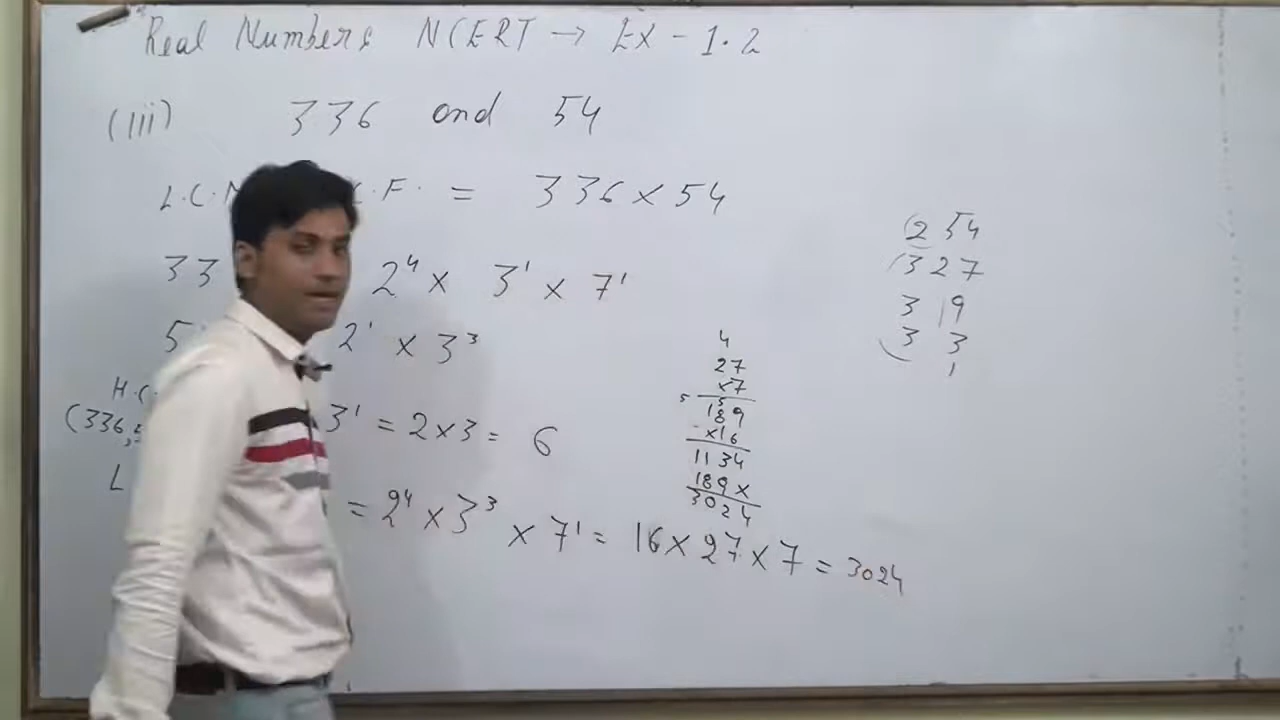 Real Numbers NCERT → Ex - 1.2
(iii) 336 and 54
L.C. .F. = 336 × 54
33 2⁴ × 3¹ × 7¹
5 2¹ × 3³
H.C.
(336, 3¹ = 2×3 = 6
L = 2⁴ × 3³ × 7¹ = 16 × 27 × 7 = 3024
4
27
×7
5 5
189
×16
1134
189×
3024
2 54
3 27
3 9
3 3
1